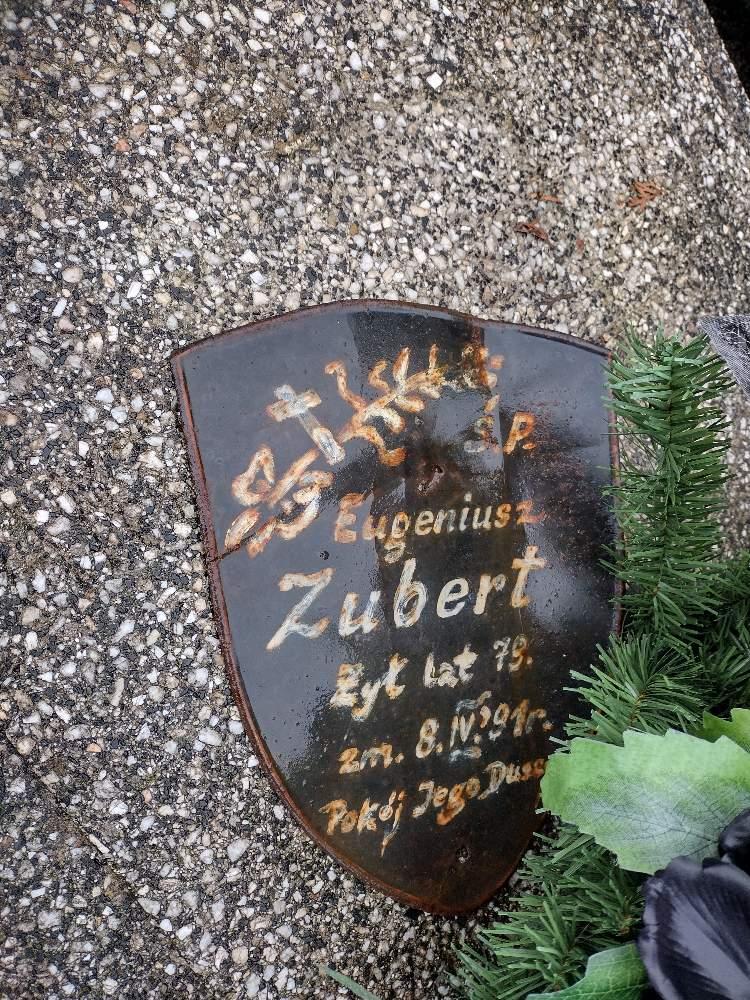 Ś.P.
Eugeniusz
Zubert
Żył lat 79.
zm. 8.IV.91r.
Pokój Jego Duszy